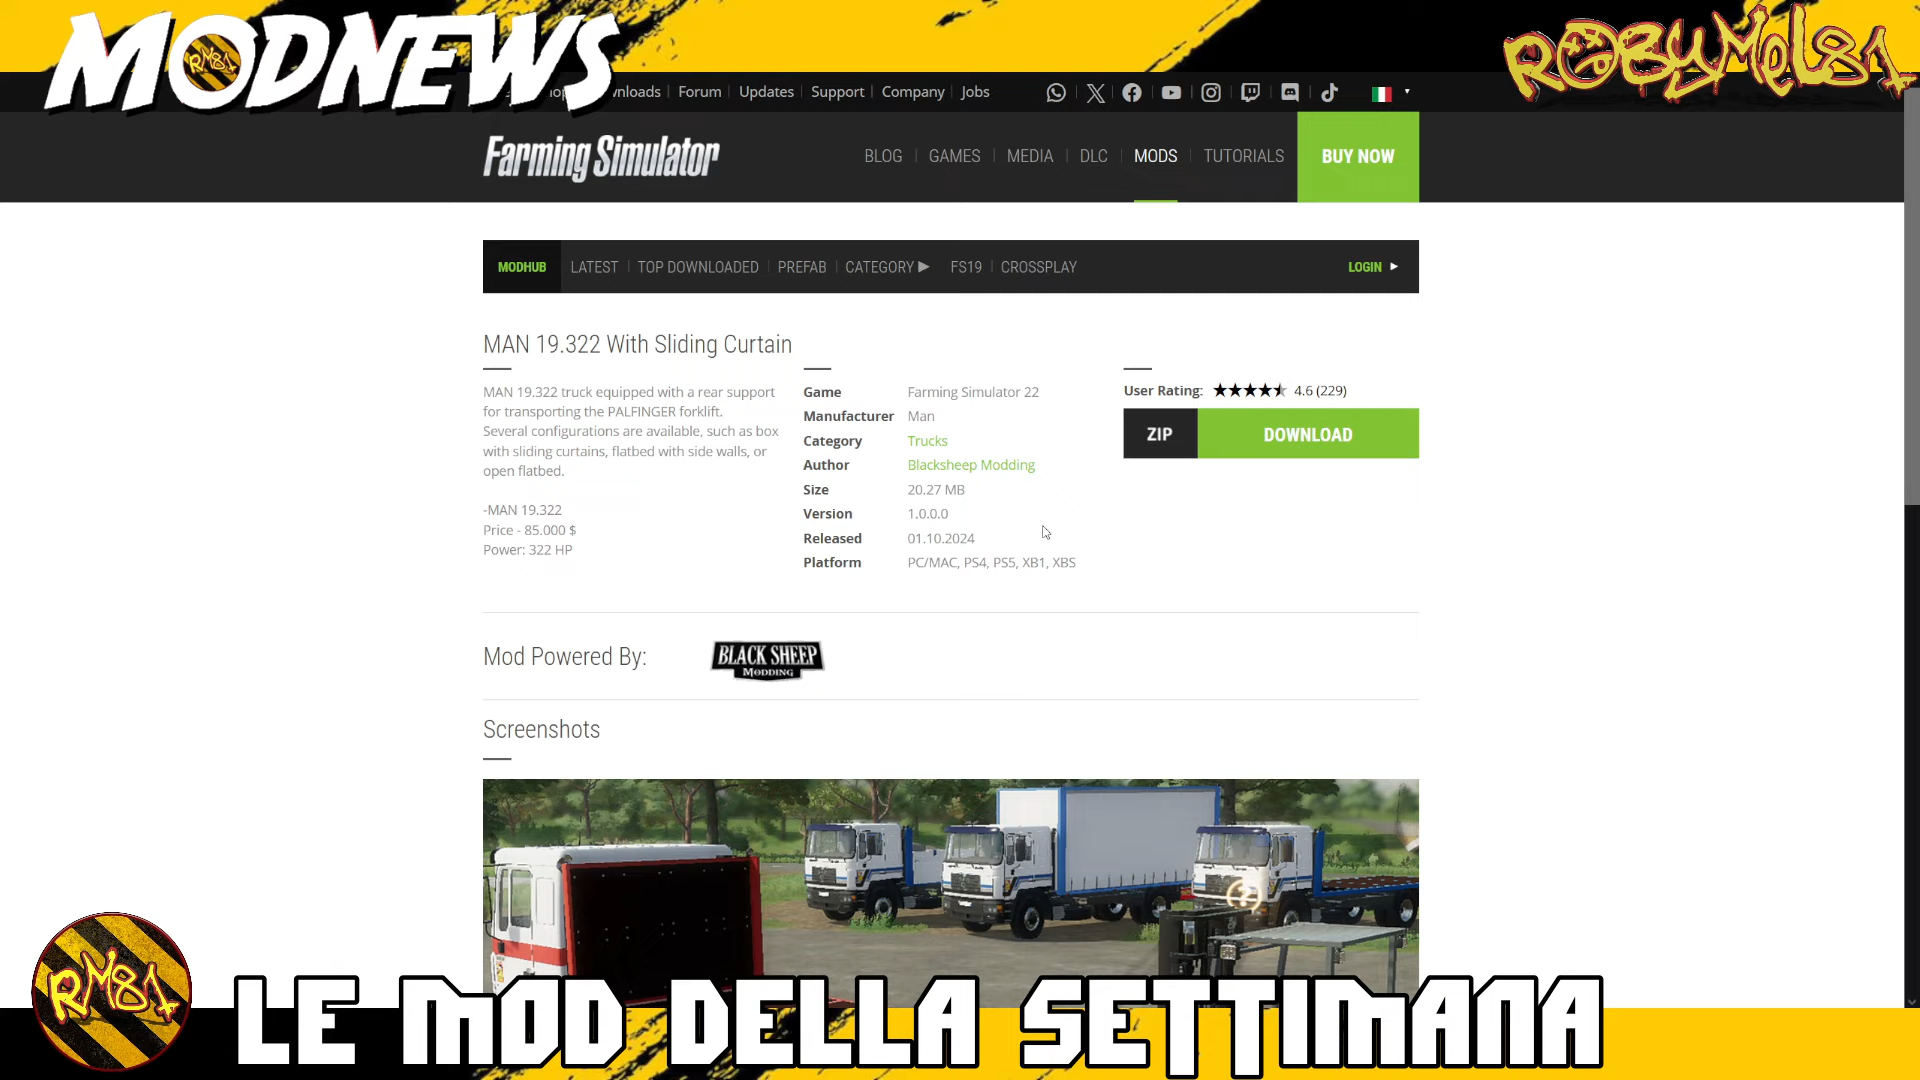 MODNEWS
RM81
ROBYMEL81
nloads | Forum | Updates | Support | Company | Jobs
Farming Simulator
BLOG | GAMES | MEDIA | DLC | MODS | TUTORIALS
BUY NOW
MODHUB LATEST | TOP DOWNLOADED | PREFAB | CATEGORY ▶ FS19 | CROSSPLAY
LOGIN ▶
MAN 19.322 With Sliding Curtain
MAN 19.322 truck equipped with a rear support
for transporting the PALFINGER forklift.
Several configurations are available, such as box
with sliding curtains, flatbed with side walls, or
open flatbed.
-MAN 19.322
Price - 85.000 $
Power: 322 HP
Game Farming Simulator 22
Manufacturer Man
Category Trucks
Author Blacksheep Modding
Size 20.27 MB
Version 1.0.0.0
Released 01.10.2024
Platform PC/MAC, PS4, PS5, XB1, XBS
User Rating: 4.6 (229)
ZIP DOWNLOAD
Mod Powered By:
BLACK SHEEP
MODDING
Screenshots
RM81
LE MOD DELLA SETTIMANA